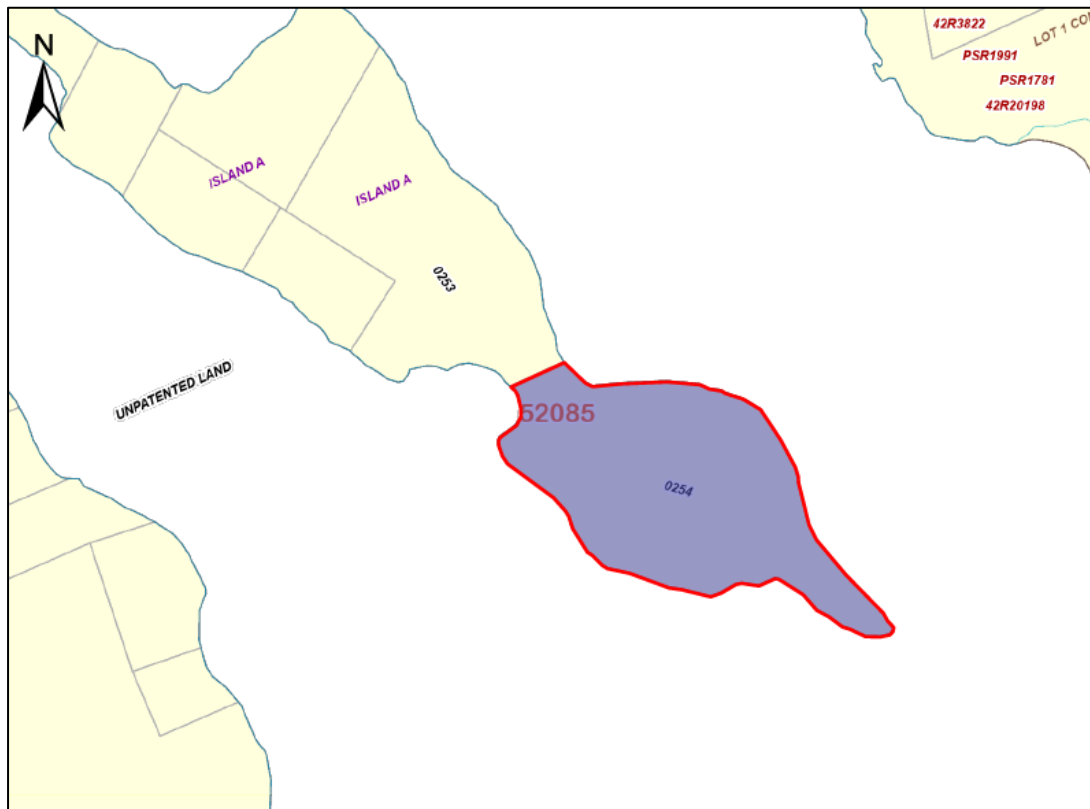 42R3822
LOT 1 CO
N
PSR1991
PSR1781
42R20198
ISLAND A
ISLAND A
0253
UNPATENTED LAND
52085
0254